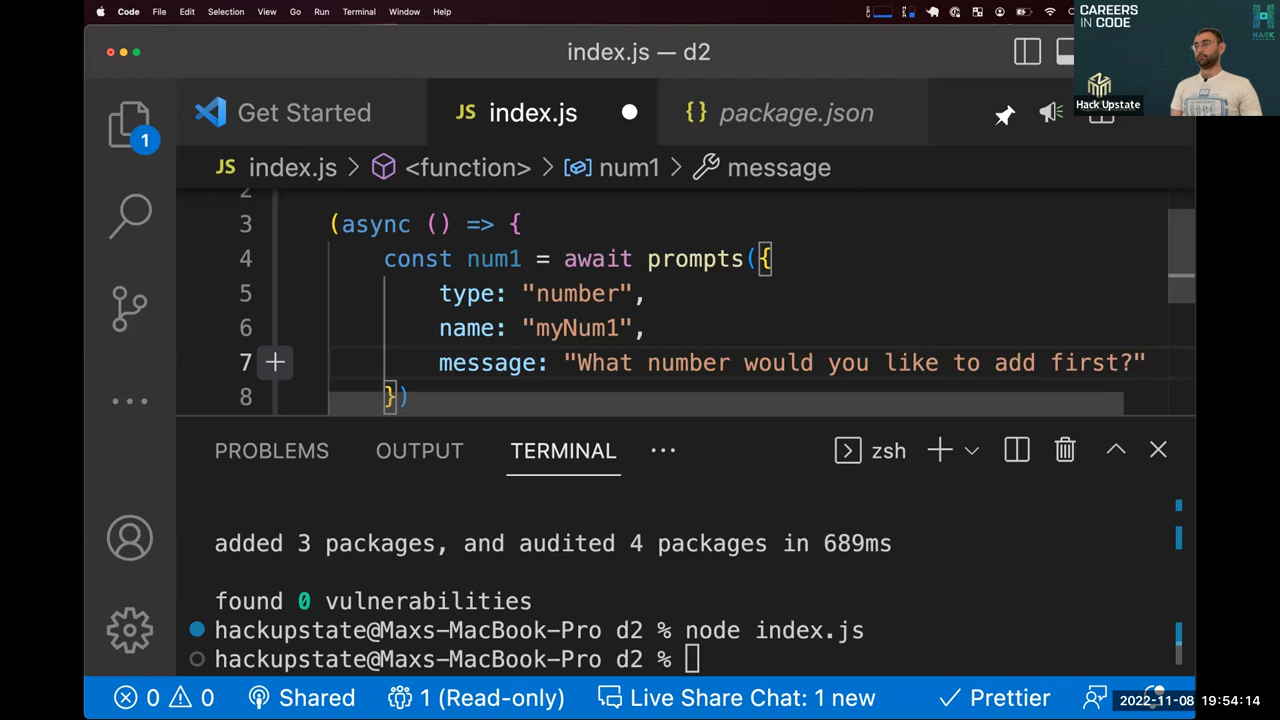 Code File Edit Selection View Go Run Terminal Window Help
CAREERS
IN CODE
HACK
Hack Upstate
index.js — d2
1
Get Started
JS index.js
{} package.json
JS index.js > <function> > num1 > message
2
3 (async () => {
4 const num1 = await prompts({
5 type: "number",
6 name: "myNum1",
7 message: "What number would you like to add first?"
8 })
PROBLEMS OUTPUT TERMINAL ··· zsh
added 3 packages, and audited 4 packages in 689ms
found 0 vulnerabilities
hackupstate@Maxs-MacBook-Pro d2 % node index.js
hackupstate@Maxs-MacBook-Pro d2 %
0 0 Shared 1 (Read-only) Live Share Chat: 1 new Prettier
2022-11-08 19:54:14